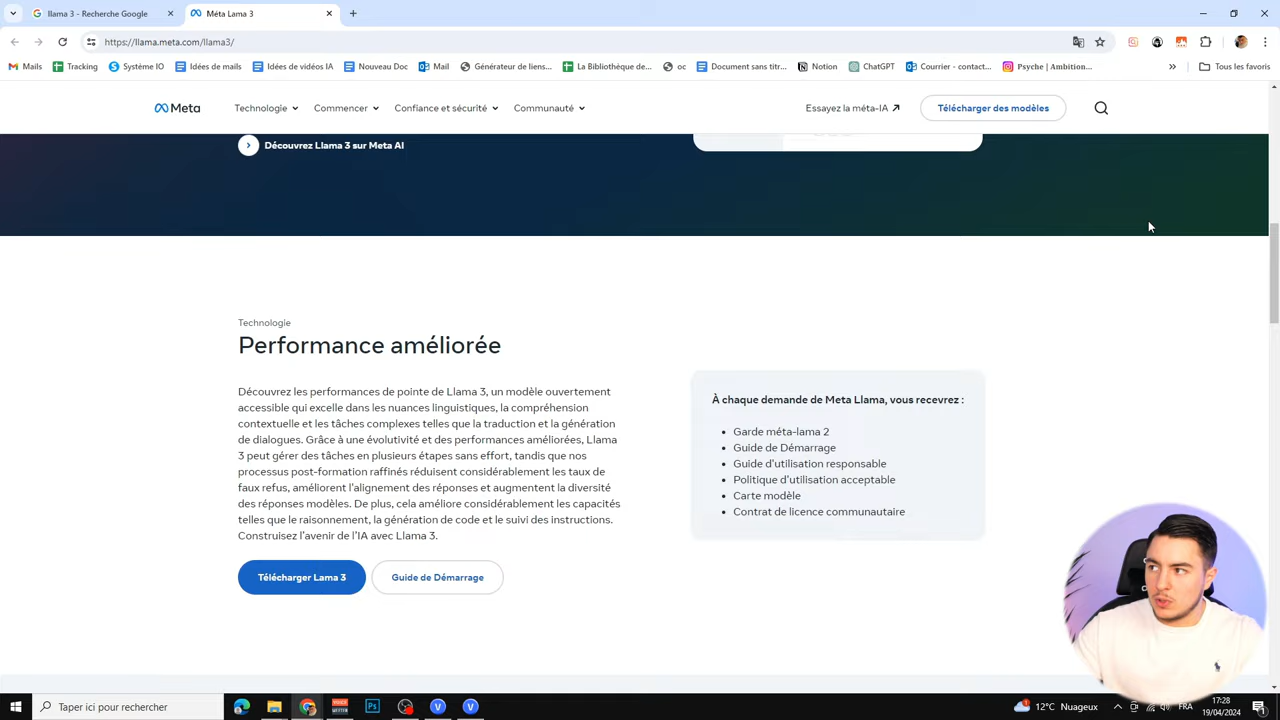 llama 3 - Recherche Google
Méta Lama 3
https://llama.meta.com/llama3/
Mails
Tracking
Système IO
Idées de mails
Idées de vidéos IA
Nouveau Doc
Mail
Générateur de liens...
La Bibliothèque de...
oc
Document sans titr...
Notion
ChatGPT
Courrier - contact...
Psyche | Ambition...
»
Tous les favoris
Meta
Technologie
Commencer
Confiance et sécurité
Communauté
Essayez la méta-IA
Télécharger des modèles
Découvrez Llama 3 sur Meta AI
Technologie
Performance améliorée
Découvrez les performances de pointe de Llama 3, un modèle ouvertement
accessible qui excelle dans les nuances linguistiques, la compréhension
contextuelle et les tâches complexes telles que la traduction et la génération
de dialogues. Grâce à une évolutivité et des performances améliorées, Llama
3 peut gérer des tâches en plusieurs étapes sans effort, tandis que nos
processus post-formation raffinés réduisent considérablement les taux de
faux refus, améliorent l'alignement des réponses et augmentent la diversité
des réponses modèles. De plus, cela améliore considérablement les capacités
telles que le raisonnement, la génération de code et le suivi des instructions.
Construisez l'avenir de l'IA avec Llama 3.
Télécharger Lama 3
Guide de Démarrage
À chaque demande de Meta Llama, vous recevrez :
• Garde méta-lama 2
• Guide de Démarrage
• Guide d'utilisation responsable
• Politique d'utilisation acceptable
• Carte modèle
• Contrat de licence communautaire
Taper ici pour rechercher
12°C Nuageux
FRA
17:28
19/04/2024